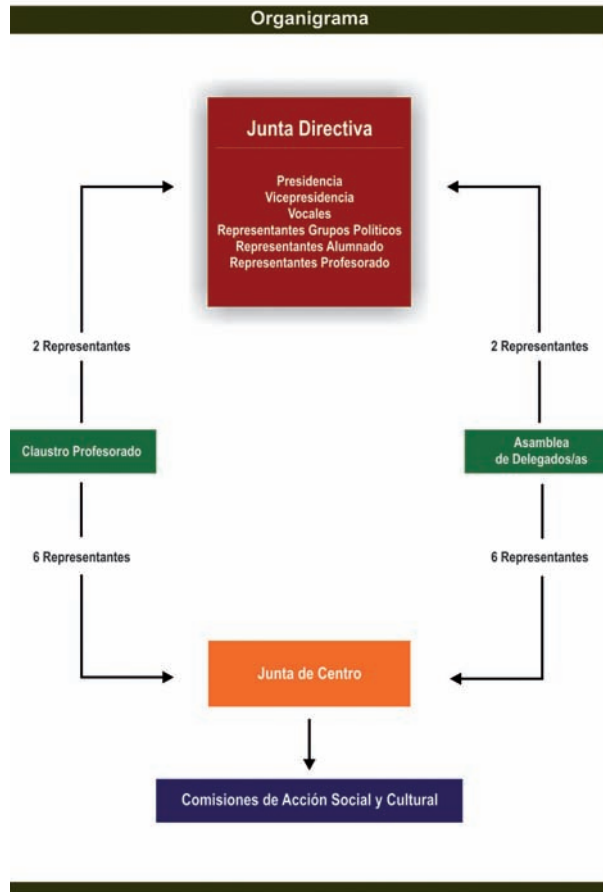 Organigrama
Junta Directiva
Presidencia
Vicepresidencia
Vocales
Representantes Grupos Políticos
Representantes Alumnado
Representantes Profesorado
2 Representantes
2 Representantes
Claustro Profesorado
Asamblea
de Delegados/as
6 Representantes
6 Representantes
Junta de Centro
Comisiones de Acción Social y Cultural